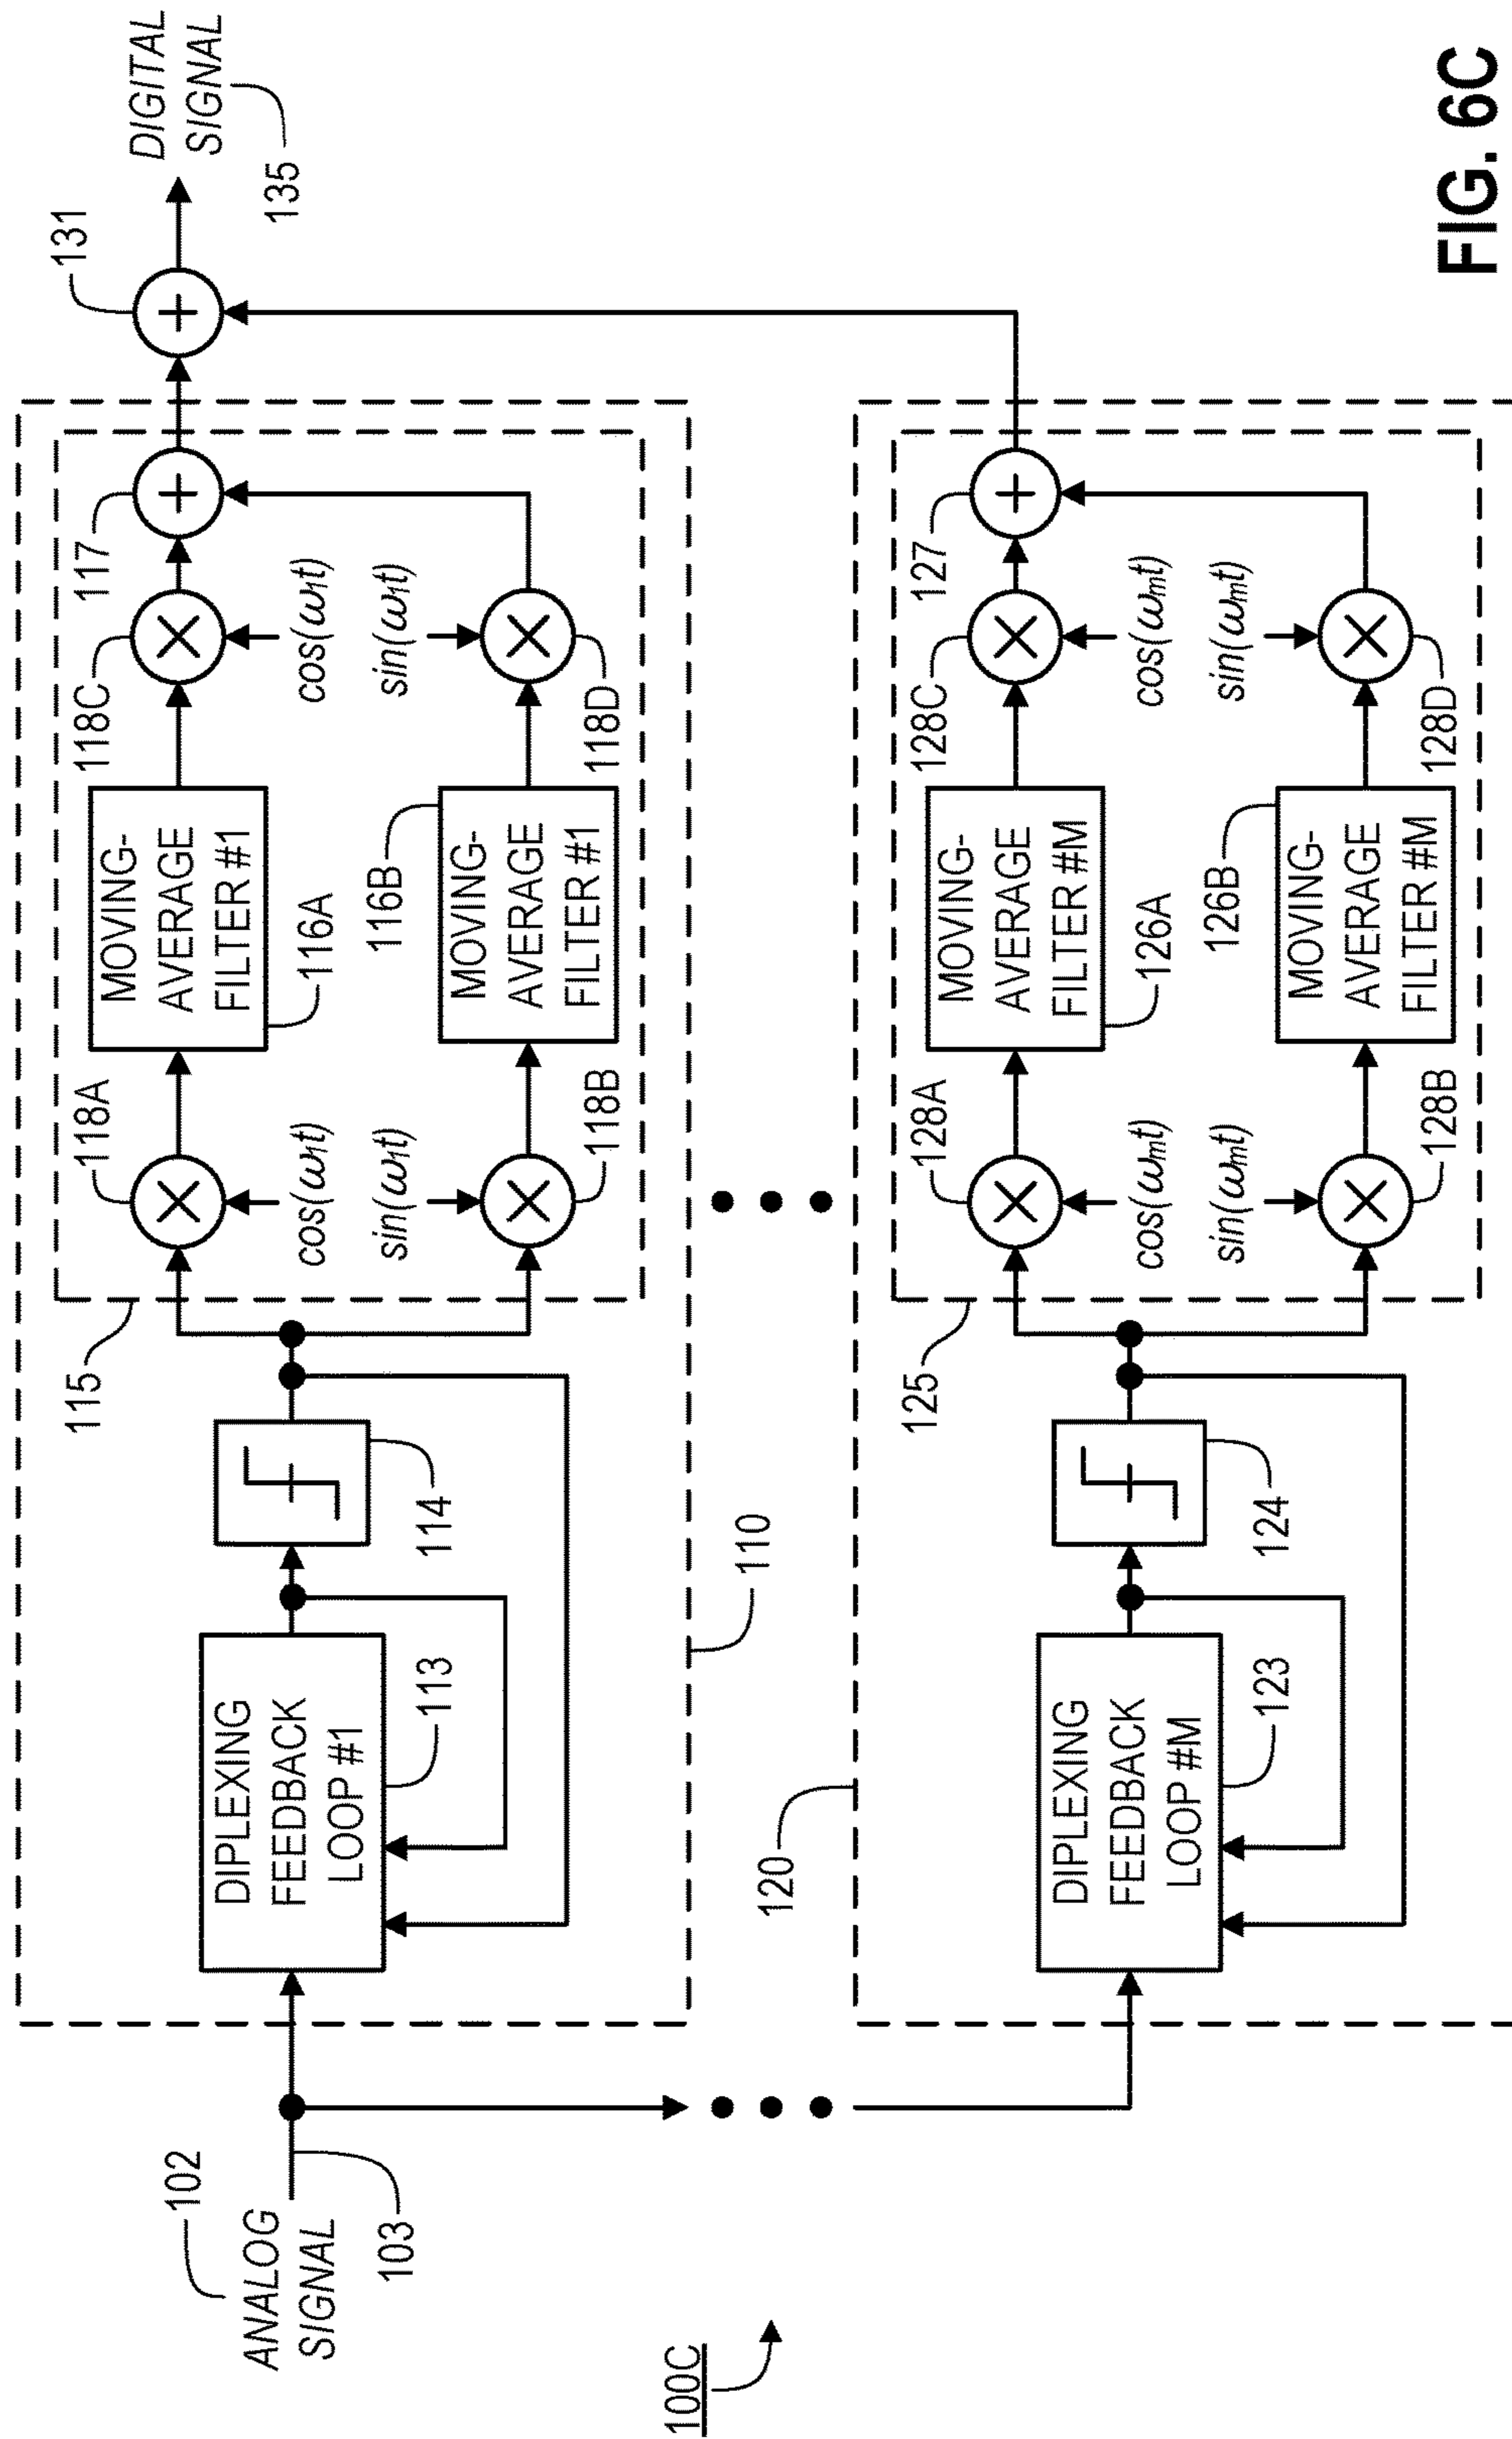 100C
ANALOG
SIGNAL
102
103
110
DIPLEXING
FEEDBACK
LOOP #1
113
114
115
118A
cos(ω1t)
sin(ω1t)
118B
MOVING-
AVERAGE
FILTER #1
116A
116B
MOVING-
AVERAGE
FILTER #1
118C
cos(ω1t)
sin(ω1t)
118D
117
131
DIGITAL
SIGNAL
135
120
DIPLEXING
FEEDBACK
LOOP #M
123
124
125
128A
cos(ωmt)
sin(ωmt)
128B
MOVING-
AVERAGE
FILTER #M
126A
126B
MOVING-
AVERAGE
FILTER #M
128C
cos(ωmt)
sin(ωmt)
128D
127
FIG. 6C